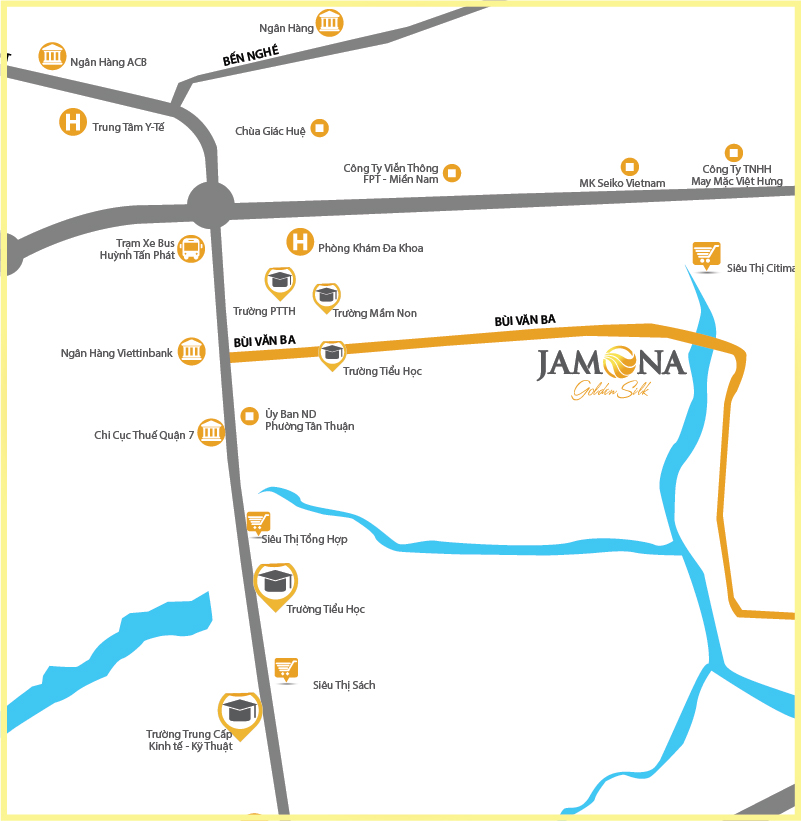 Ngân Hàng
BẾN NGHÉ
Ngân Hàng ACB
H
Trung Tâm Y-Tế
Chùa Giác Huệ
Công Ty Viễn Thông
FPT - Miền Nam
MK Seiko Vietnam
Công Ty TNHH
May Mặc Việt Hưng
Trạm Xe Bus
Huỳnh Tấn Phát
H
Phòng Khám Đa Khoa
Siêu Thị Citima
Trường PTTH
Trường Mầm Non
BÙI VĂN BA
BÙI VĂN BA
Ngân Hàng Viettinbank
Trường Tiểu Học
JAMONA
Golden Silk
Ủy Ban ND
Phường Tân Thuận
Chi Cục Thuế Quận 7
Siêu Thị Tổng Hợp
Trường Tiểu Học
Siêu Thị Sách
Trường Trung Cấp
Kinh tế - Kỹ Thuật